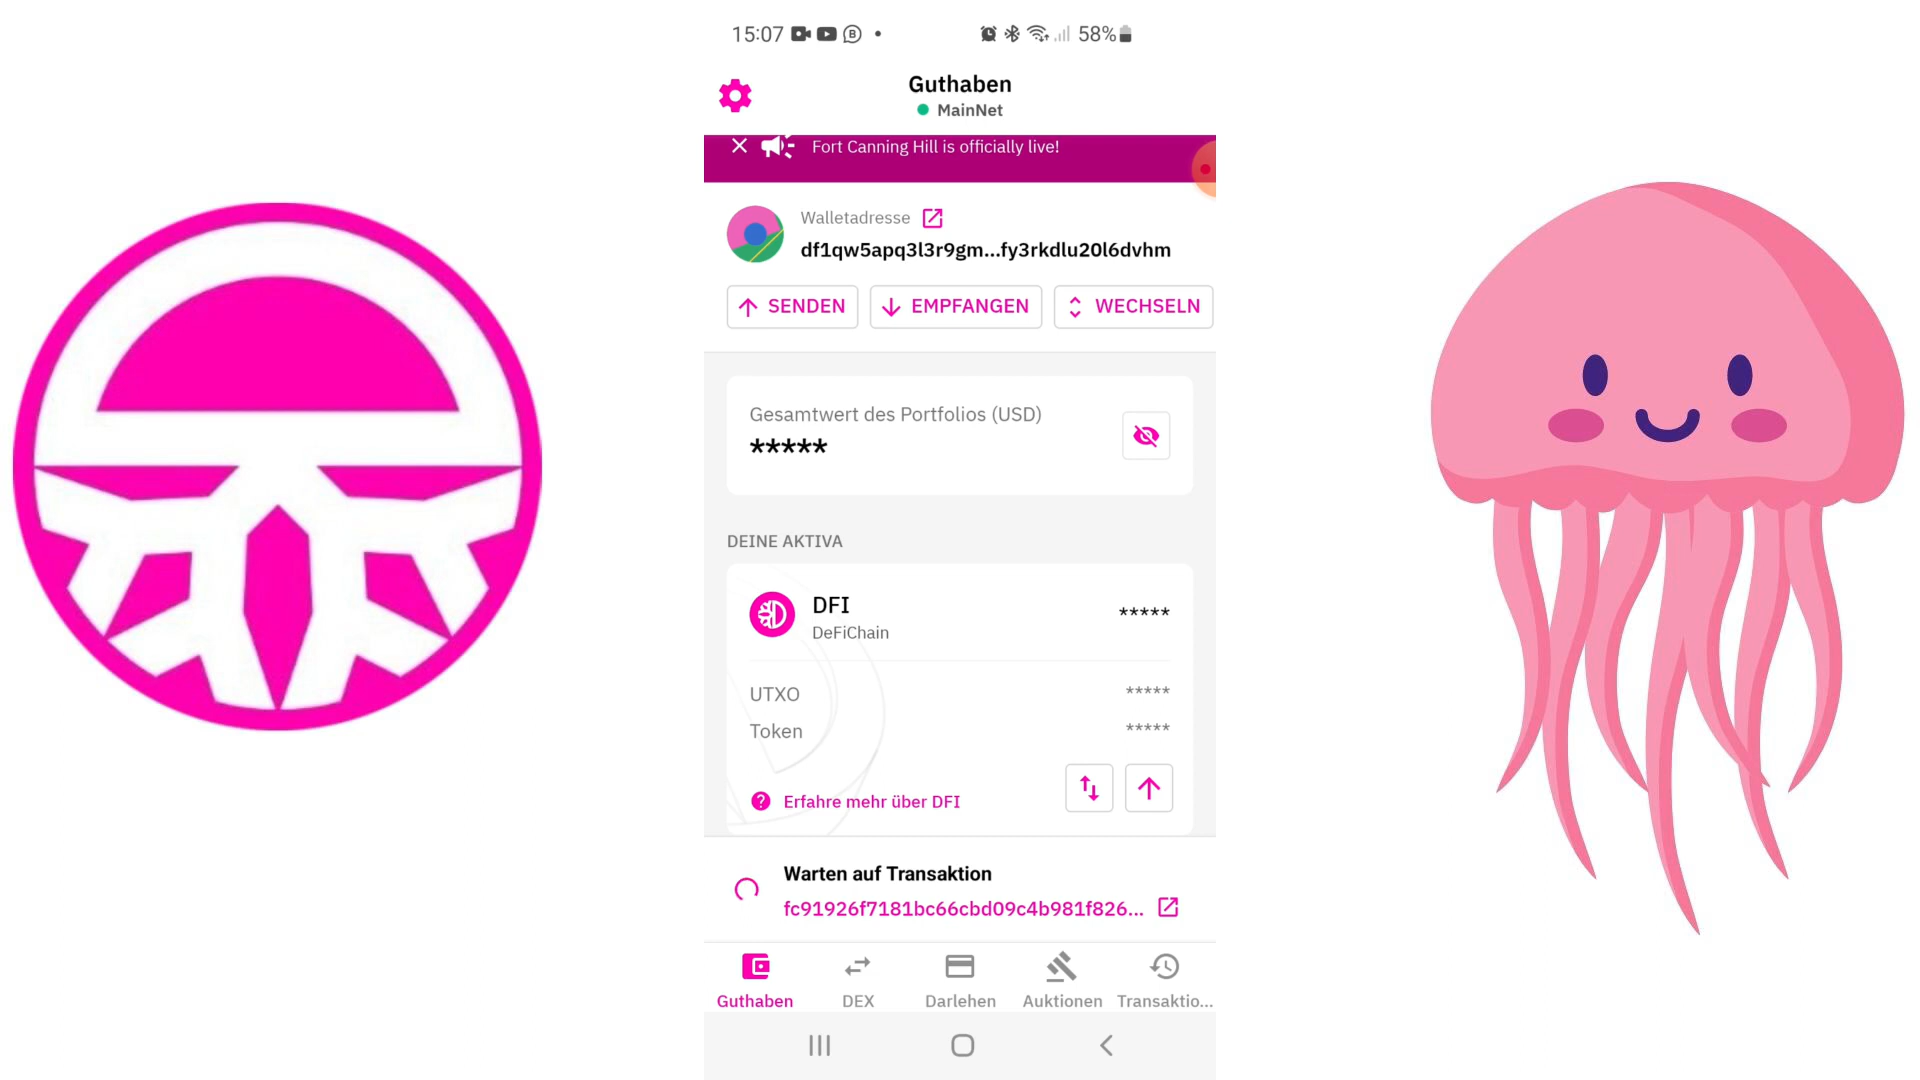 15:07
58%
Guthaben
MainNet
Fort Canning Hill is officially live!
Walletadresse
df1qw5apq3l3r9gm...fy3rkdlu20l6dvhm
SENDEN EMPFANGEN WECHSELN
Gesamtwert des Portfolios (USD)
*****
DEINE AKTIVA
DFI
DeFiChain
*****
UTXO *****
Token *****
Erfahre mehr über DFI
Warten auf Transaktion
fc91926f7181bc66cbd09c4b981f826...
Guthaben DEX Darlehen Auktionen Transaktio...